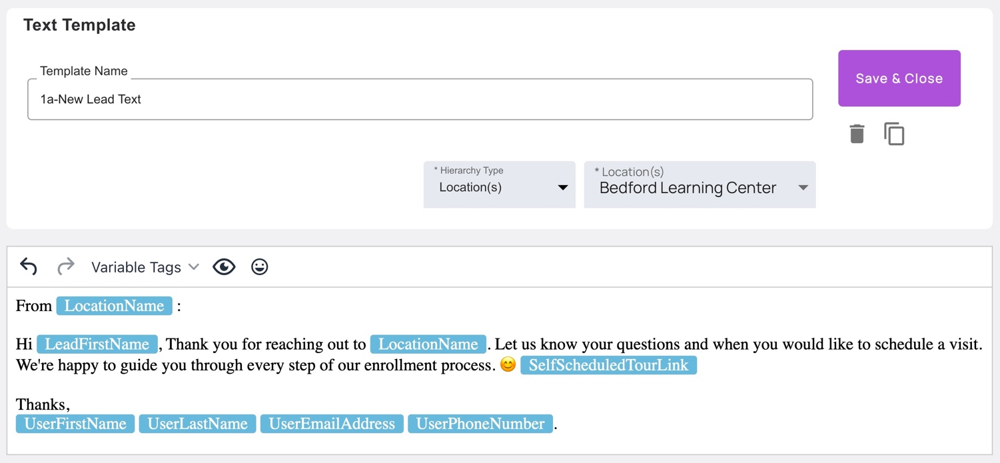 Text Template
Template Name
1a-New Lead Text
Save & Close
* Hierarchy Type
Location(s)
* Location(s)
Bedford Learning Center
Variable Tags
From LocationName :
Hi LeadFirstName , Thank you for reaching out to LocationName . Let us know your questions and when you would like to schedule a visit.
We're happy to guide you through every step of our enrollment process. 😊 SelfScheduledTourLink
Thanks,
UserFirstName UserLastName UserEmailAddress UserPhoneNumber .